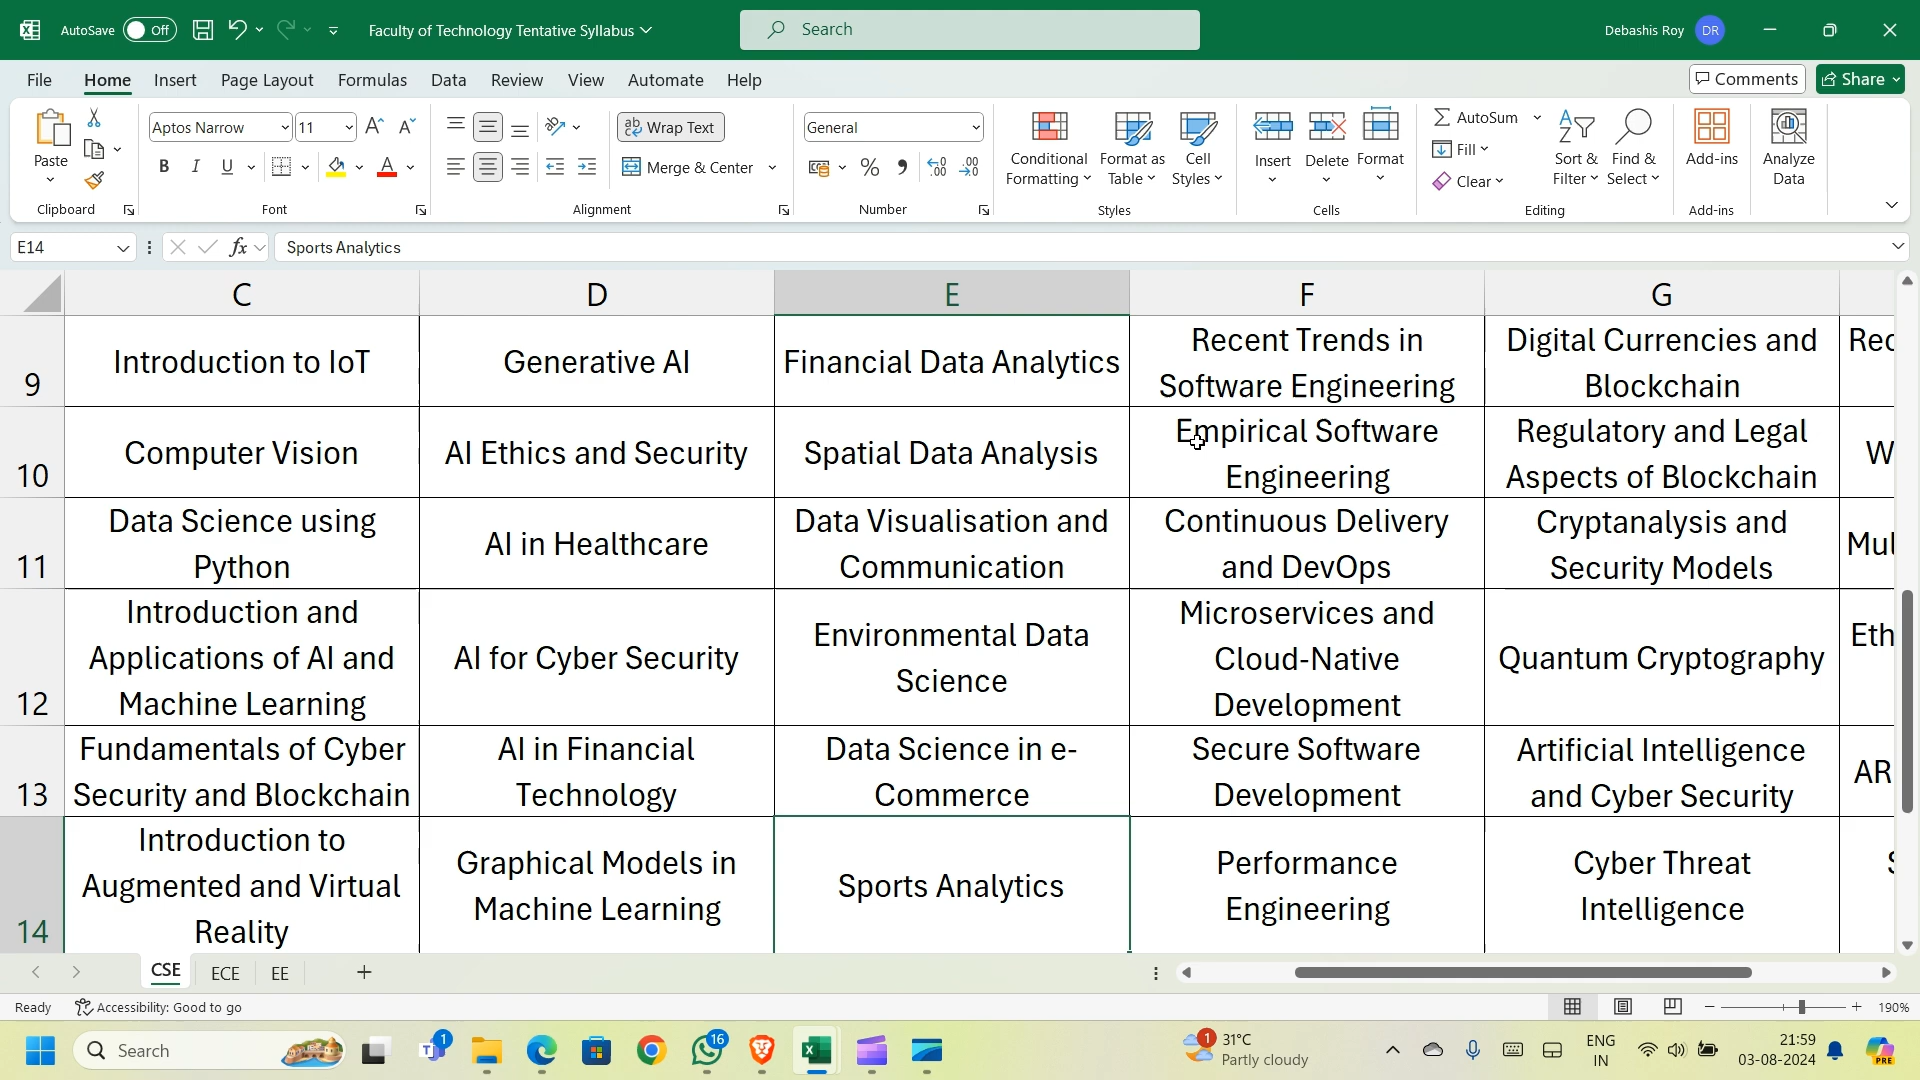 AutoSave Off
Faculty of Technology Tentative Syllabus
Search
Debashis Roy DR
File Home Insert Page Layout Formulas Data Review View Automate Help
Comments Share
Paste
Clipboard
Aptos Narrow 11
B I U
Font
Wrap Text
Merge & Center
Alignment
General
Number
Conditional Formatting
Format as Table
Cell Styles
Styles
Insert Delete Format
Cells
AutoSum
Fill
Clear
Sort & Filter
Find & Select
Editing
Add-ins
Add-ins
Analyze Data
E14 fx Sports Analytics
C D E F G
9
Introduction to IoT
Generative AI
Financial Data Analytics
Recent Trends in
Software Engineering
Digital Currencies and
Blockchain
Rec
10
Computer Vision
AI Ethics and Security
Spatial Data Analysis
Empirical Software
Engineering
Regulatory and Legal
Aspects of Blockchain
W
11
Data Science using
Python
AI in Healthcare
Data Visualisation and
Communication
Continuous Delivery
and DevOps
Cryptanalysis and
Security Models
Mul
12
Introduction and
Applications of AI and
Machine Learning
AI for Cyber Security
Environmental Data
Science
Microservices and
Cloud-Native
Development
Quantum Cryptography
Eth
13
Fundamentals of Cyber
Security and Blockchain
AI in Financial
Technology
Data Science in e-
Commerce
Secure Software
Development
Artificial Intelligence
and Cyber Security
AR
14
Introduction to
Augmented and Virtual
Reality
Graphical Models in
Machine Learning
Sports Analytics
Performance
Engineering
Cyber Threat
Intelligence
CSE ECE EE
Ready Accessibility: Good to go 190%
Search
1
16
1
31°C
Partly cloudy
ENG
IN
21:59
03-08-2024
PRE